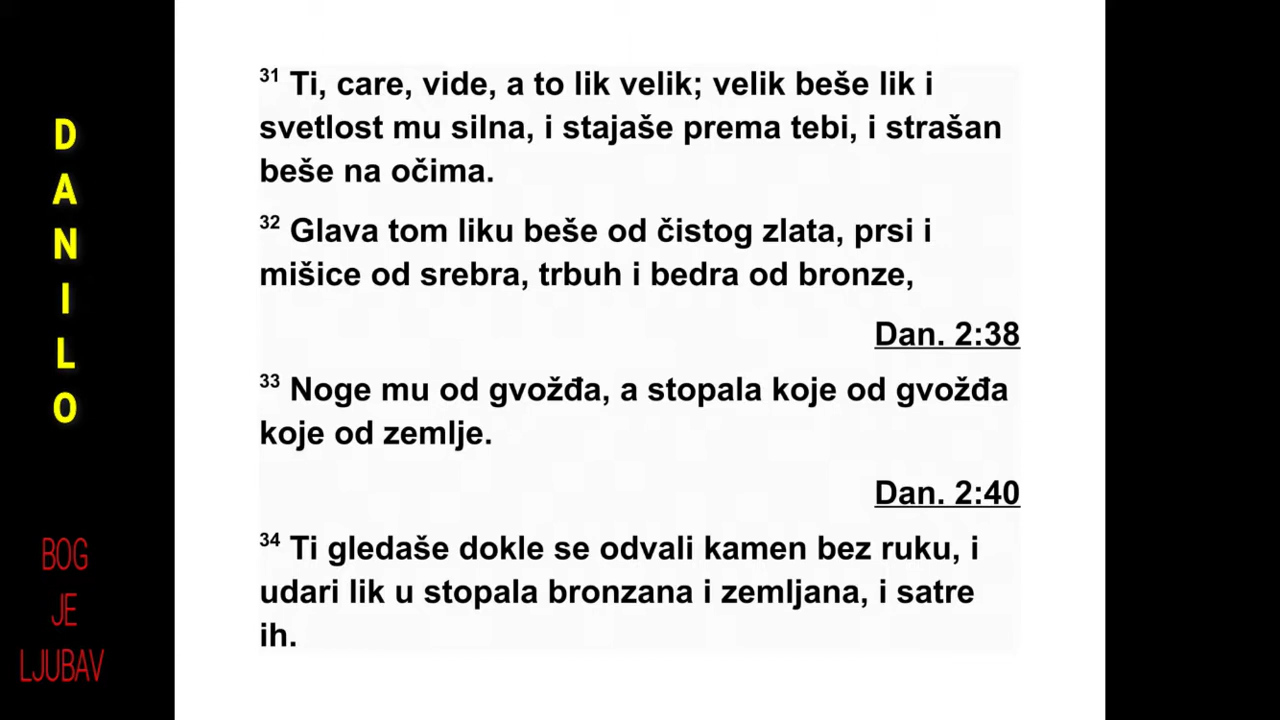 D
A
N
I
L
O
BOG
JE
LJUBAV
31 Ti, care, vide, a to lik velik; velik beše lik i
svetlost mu silna, i stajaše prema tebi, i strašan
beše na očima.
32 Glava tom liku beše od čistog zlata, prsi i
mišice od srebra, trbuh i bedra od bronze,
Dan. 2:38
33 Noge mu od gvožđa, a stopala koje od gvožđa
koje od zemlje.
Dan. 2:40
34 Ti gledaše dokle se odvali kamen bez ruku, i
udari lik u stopala bronzana i zemljana, i satre
ih.